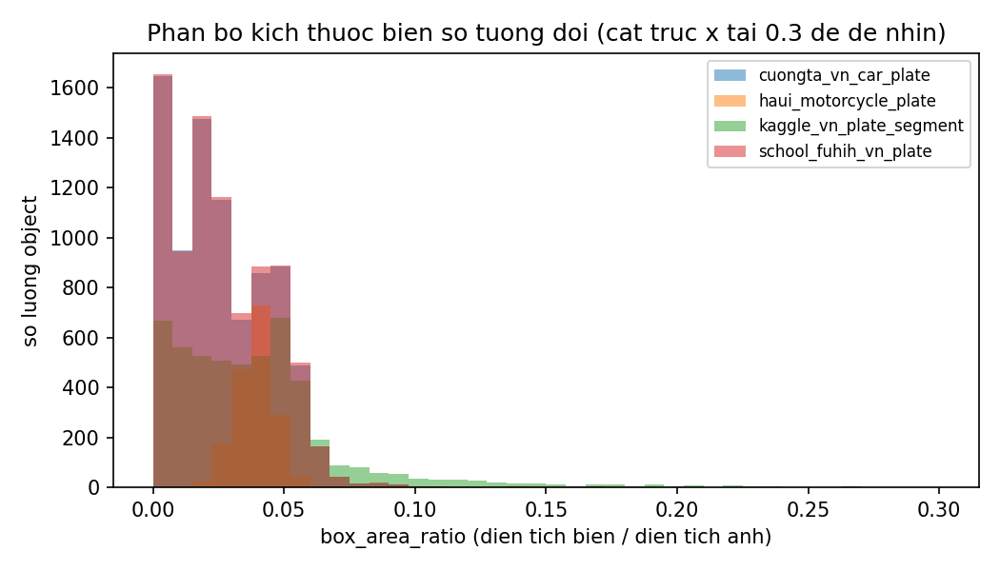 Phan bo kich thuoc bien so tuong doi (cat truc x tai 0.3 de de nhin)
cuongta_vn_car_plate
haui_motorcycle_plate
kaggle_vn_plate_segment
school_fuhih_vn_plate
so luong object
1600
1400
1200
1000
800
600
400
200
0
0.00 0.05 0.10 0.15 0.20 0.25 0.30
box_area_ratio (dien tich bien / dien tich anh)